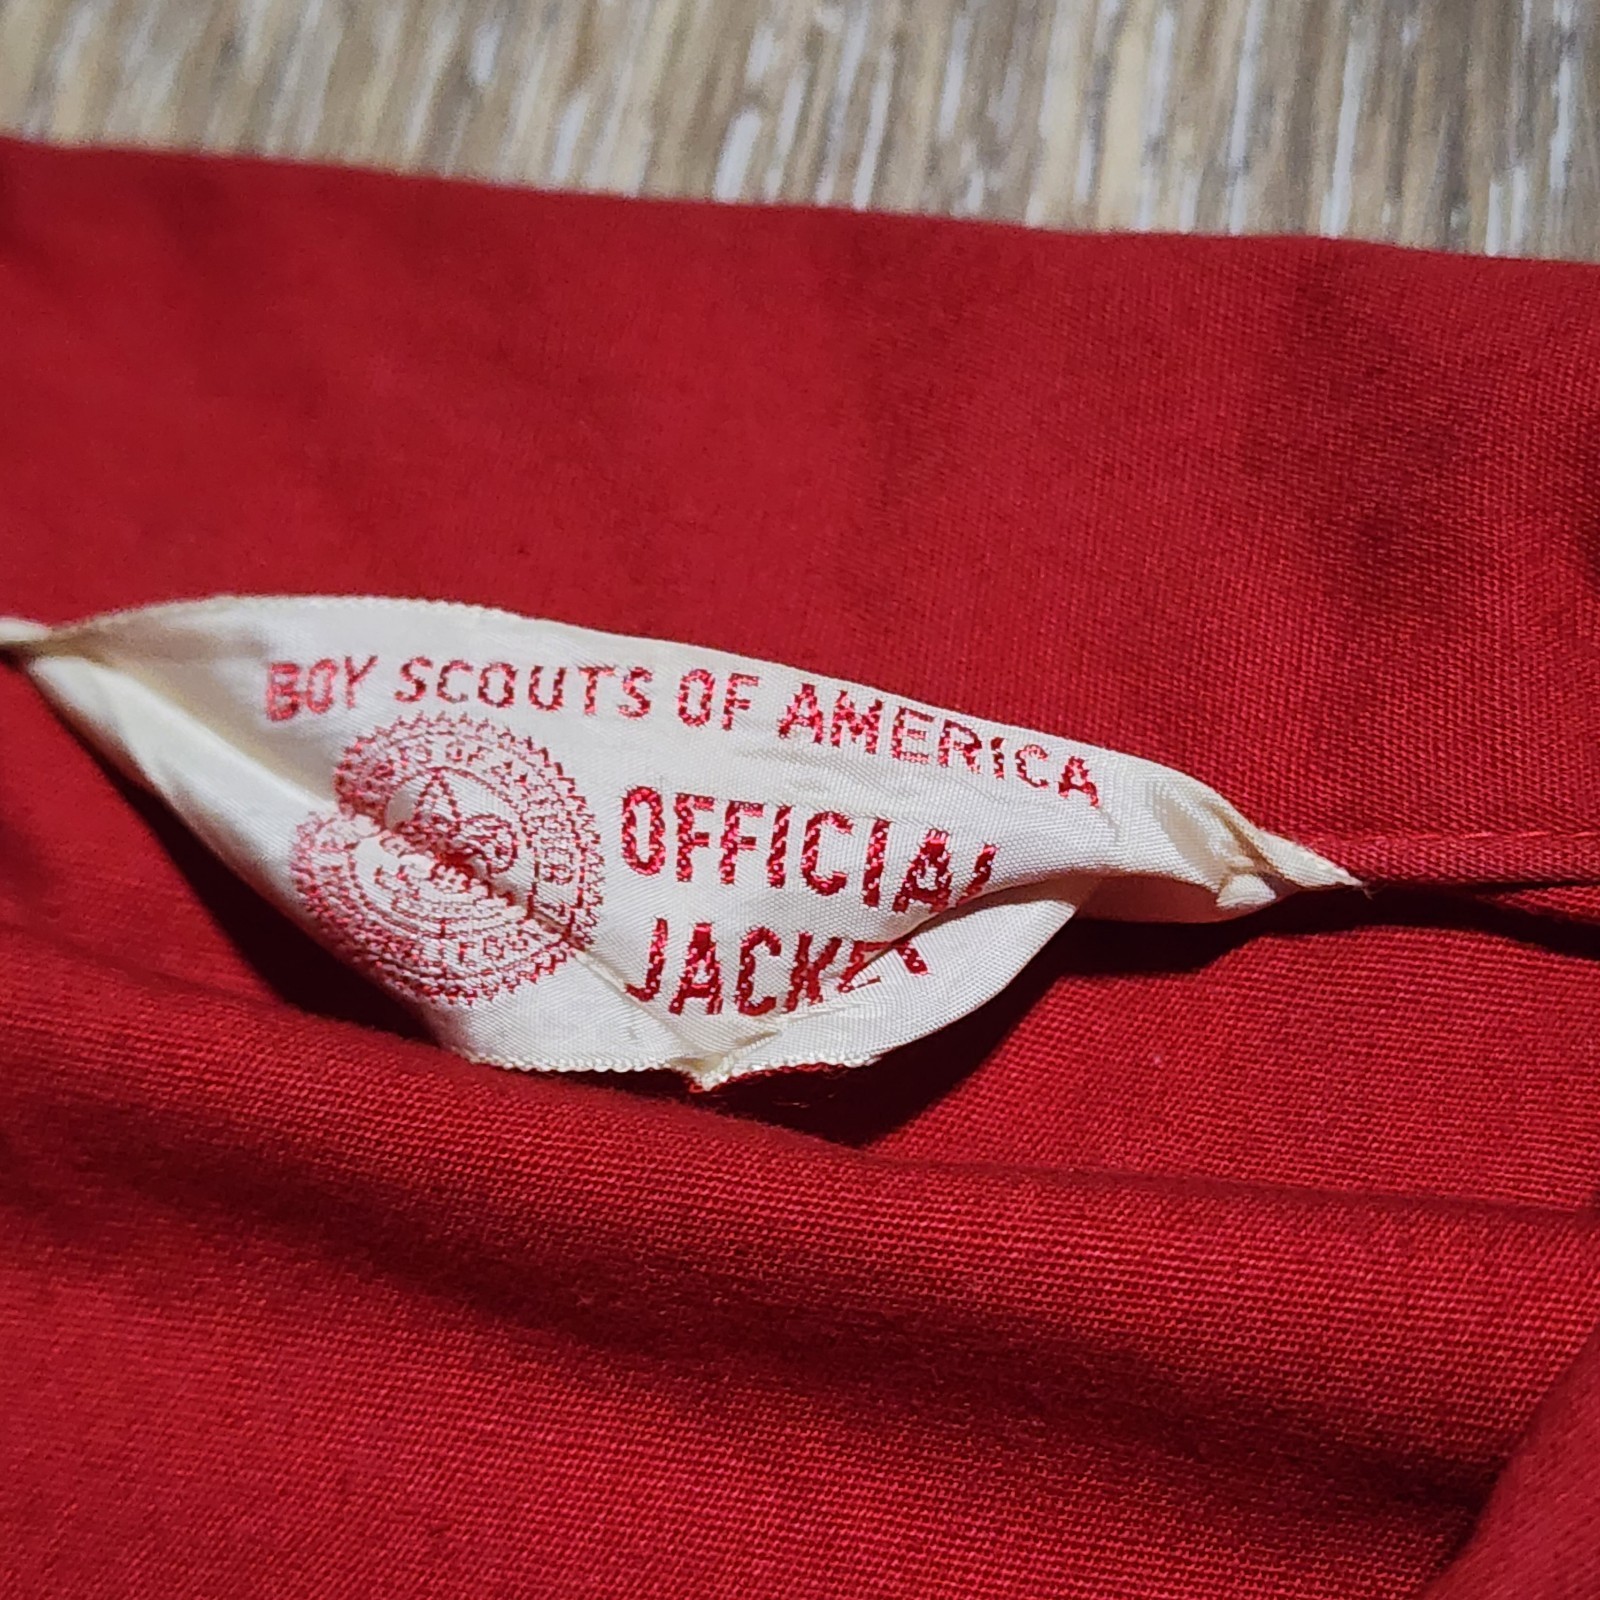 BOY SCOUTS OF AMERICA
OFFICIAL
JACKET